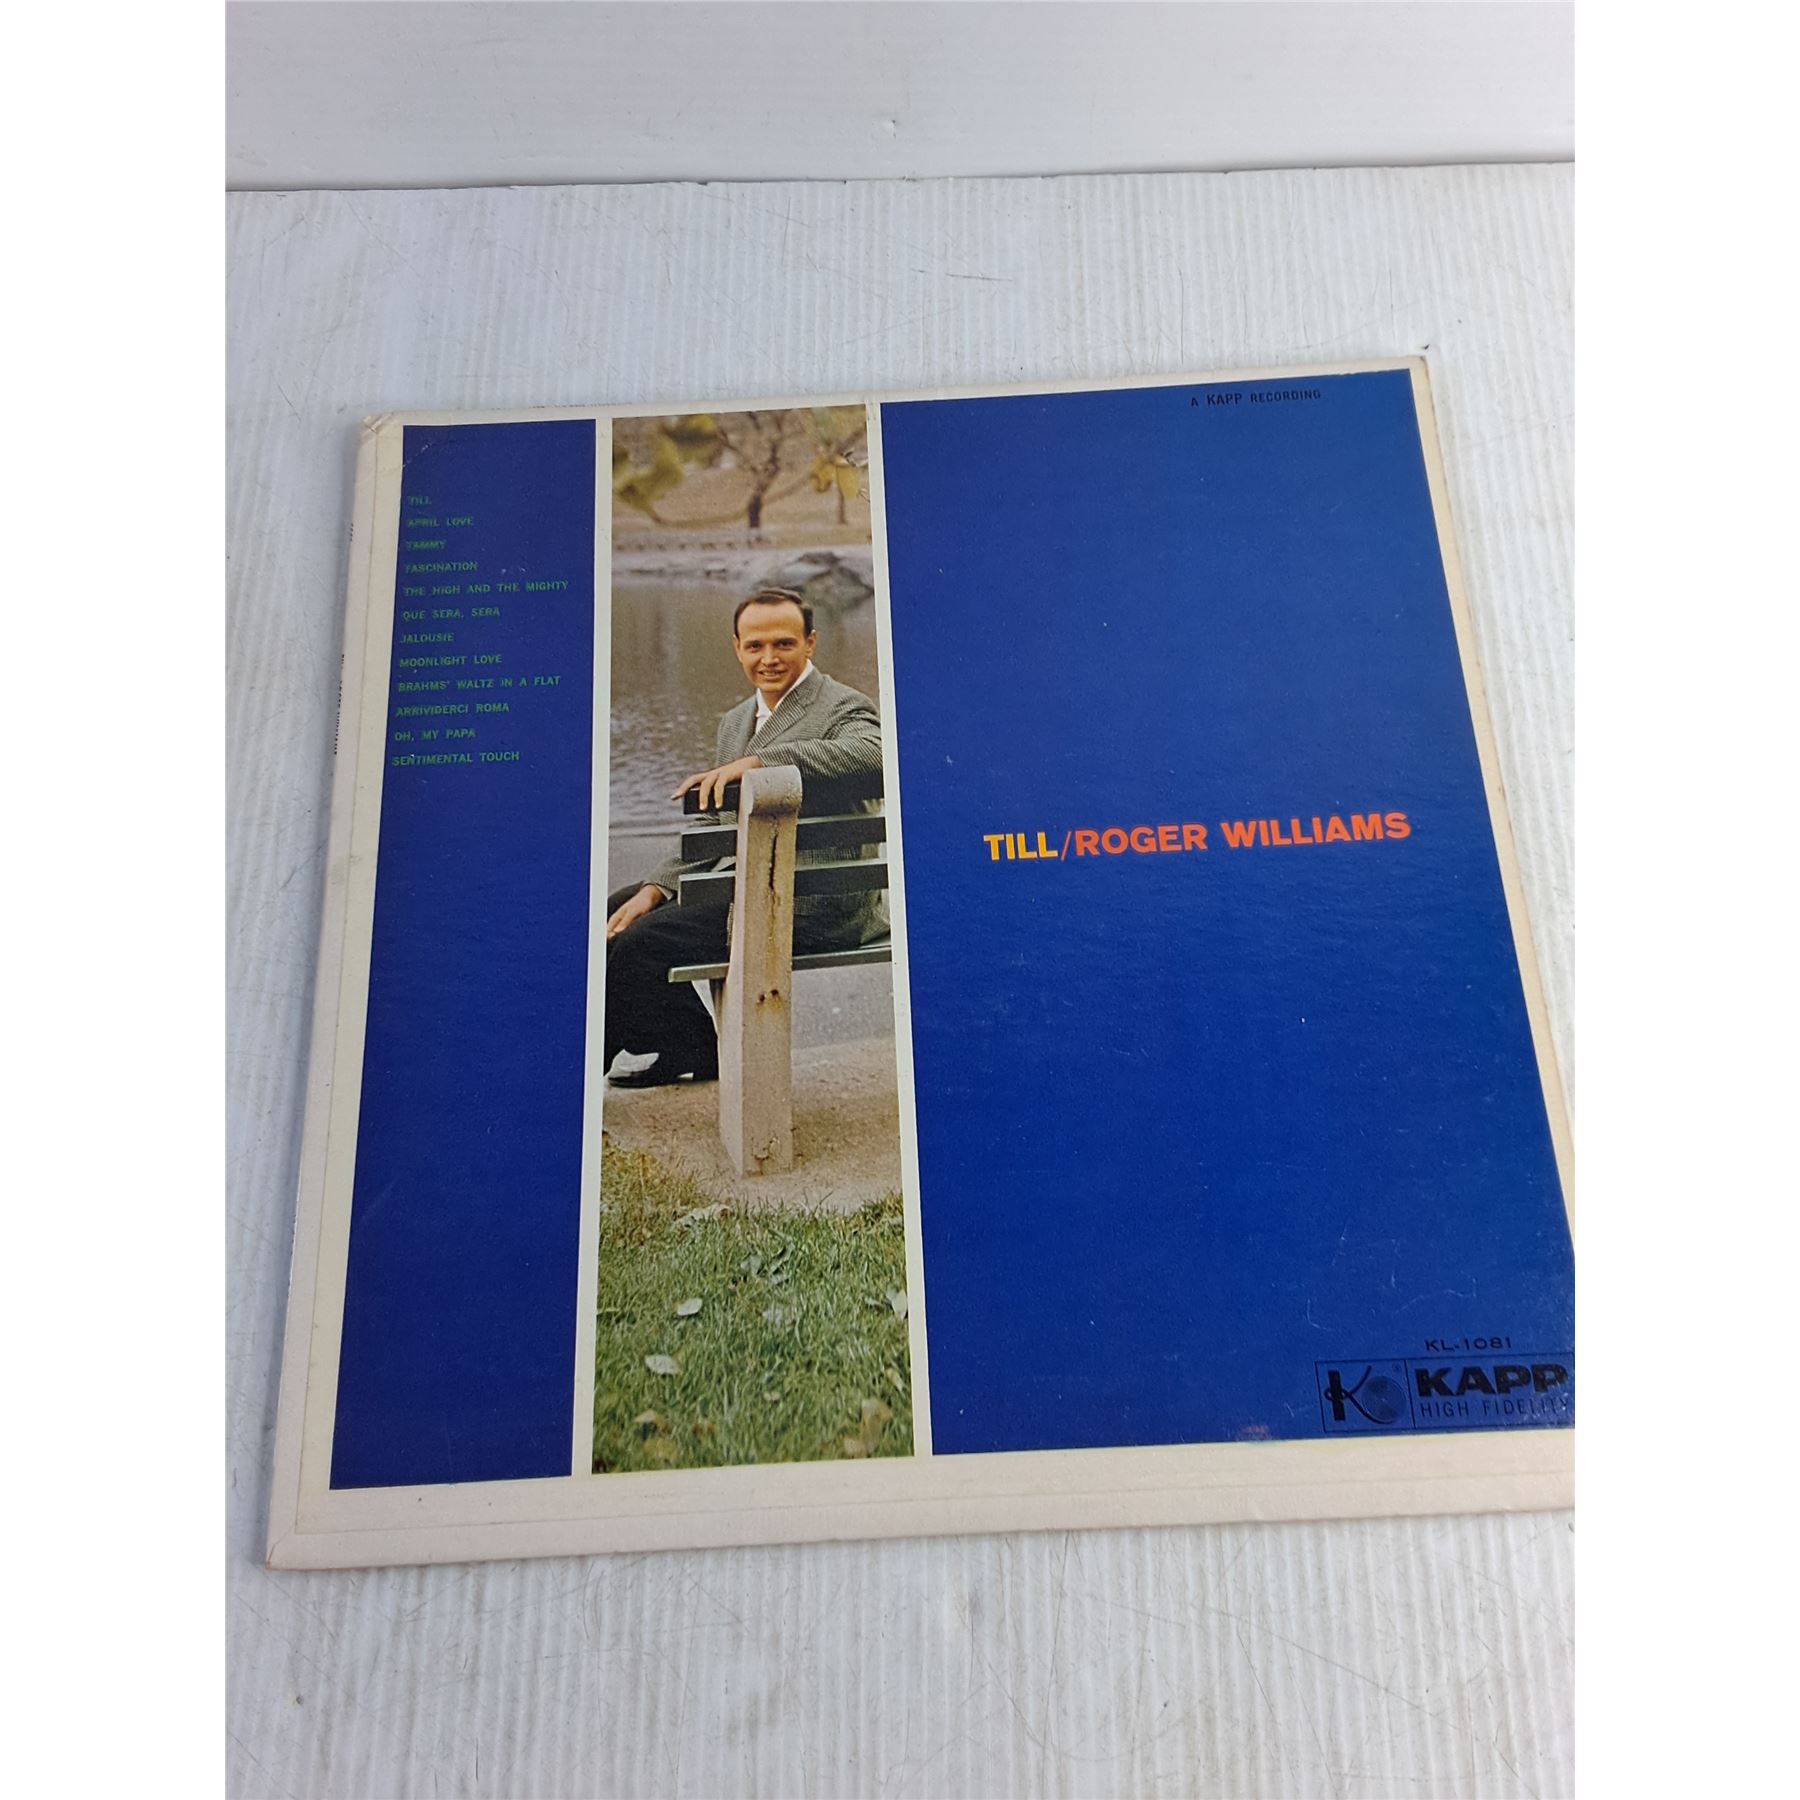 A KAPP RECORDING
TILL
APRIL LOVE
TAMMY
FASCINATION
THE HIGH AND THE MIGHTY
QUE SERA, SERA
JALOUSIE
MOONLIGHT LOVE
BRAHMS' WALTZ IN A FLAT
ARRIVIDERCI ROMA
OH, MY PAPA
SENTIMENTAL TOUCH
TILL/ROGER WILLIAMS
KL-1081
K ® KAPP
HIGH FIDELITY